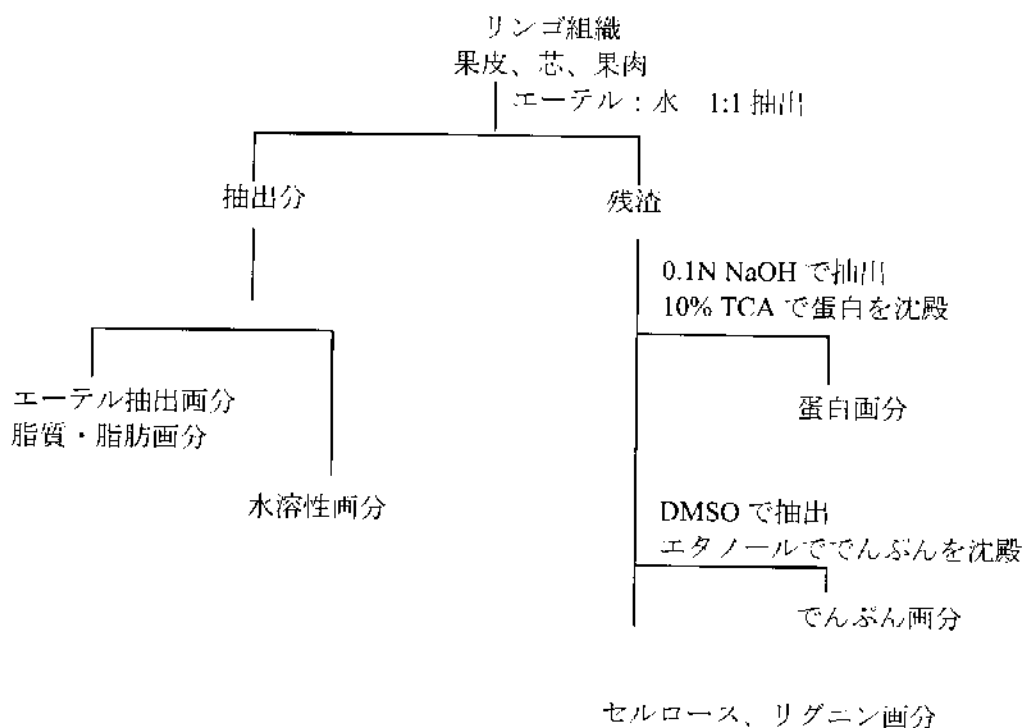 リンゴ組織
果皮、芯、果肉
エーテル：水 1:1 抽出
抽出分
残渣
0.1N NaOH で抽出
10% TCA で蛋白を沈殿
エーテル抽出画分
脂質・脂肪画分
蛋白画分
水溶性画分
DMSO で抽出
エタノールででんぷんを沈殿
でんぷん画分
セルロース、リグニン画分